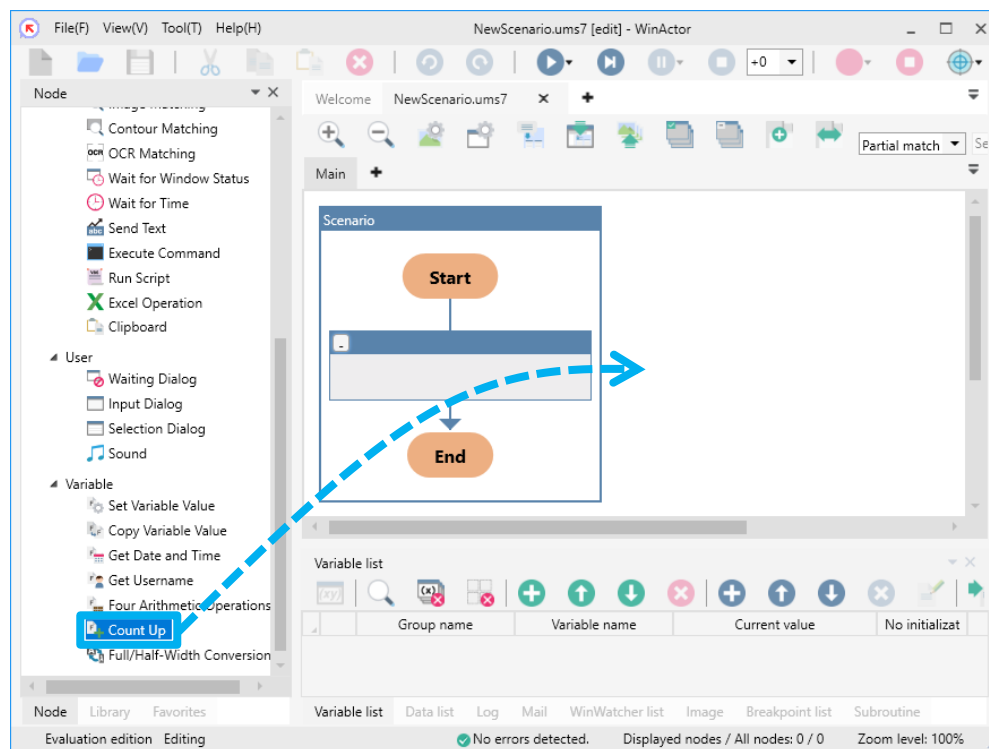 File(F) View(V) Tool(T) Help(H) NewScenario.ums7 [edit] - WinActor
+0
Node
Welcome NewScenario.ums7
Image Matching
Contour Matching
OCR Matching
Wait for Window Status
Wait for Time
Send Text
Execute Command
Run Script
Excel Operation
Clipboard
User
Waiting Dialog
Input Dialog
Selection Dialog
Sound
Variable
Set Variable Value
Copy Variable Value
Get Date and Time
Get Username
Four Arithmetic Operations
Count Up
Full/Half-Width Conversion
Node Library Favorites
Partial match Se
Main
Scenario
Start
End
Variable list
Group name Variable name Current value No initializat
Variable list Data list Log Mail WinWatcher list Image Breakpoint list Subroutine
Evaluation edition Editing No errors detected. Displayed nodes / All nodes: 0 / 0 Zoom level: 100%